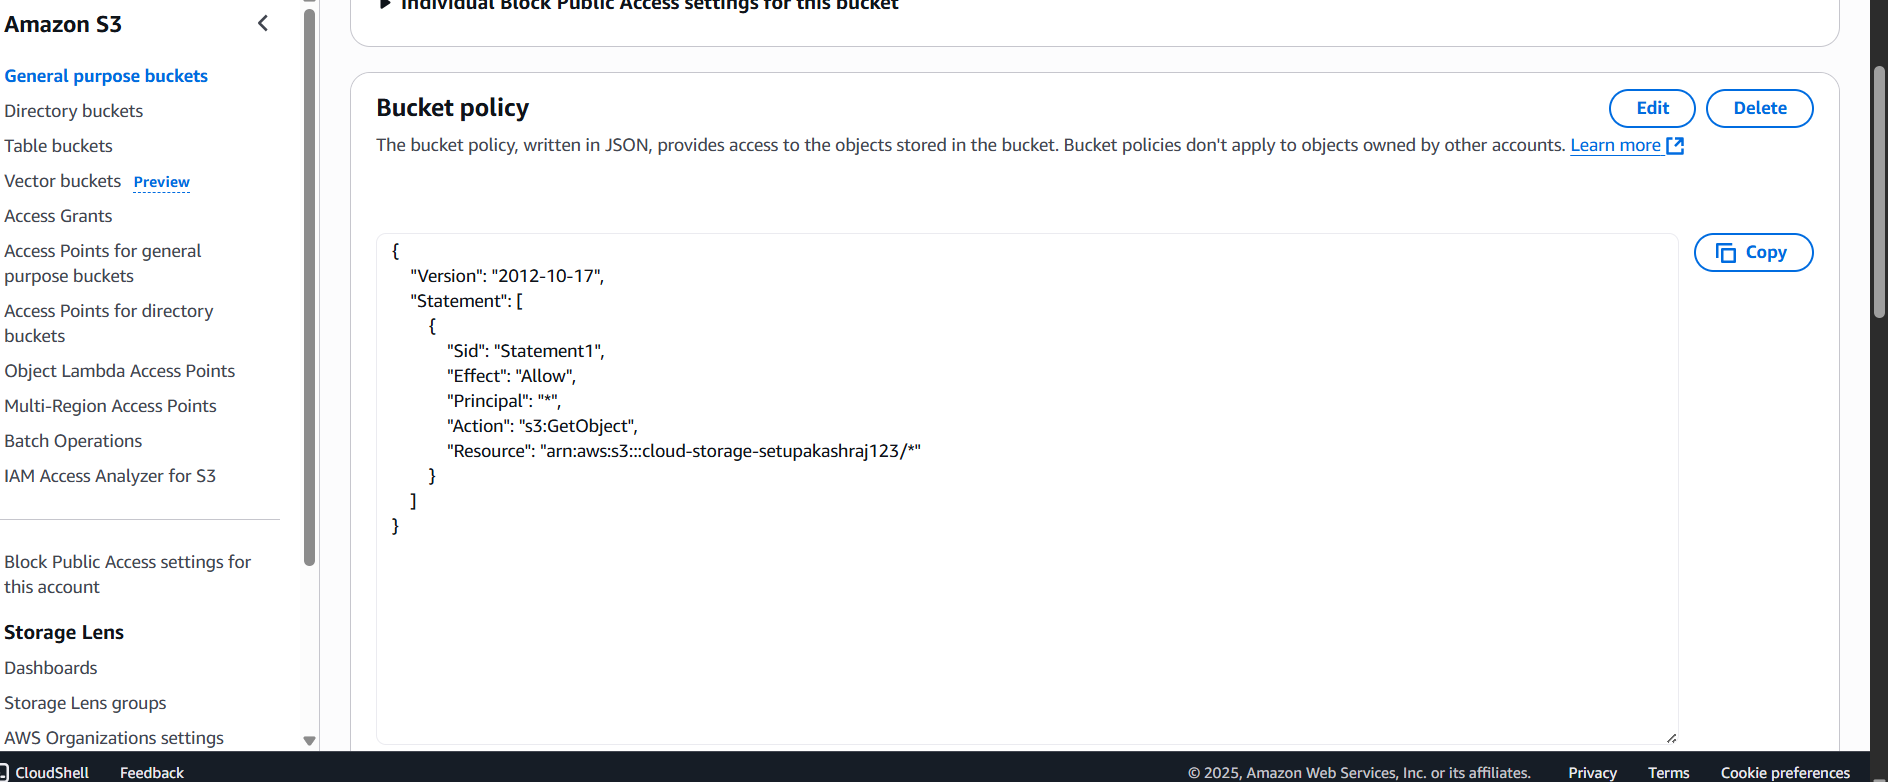 Amazon S3
General purpose buckets
Directory buckets
Table buckets
Vector buckets Preview
Access Grants
Access Points for general
purpose buckets
Access Points for directory
buckets
Object Lambda Access Points
Multi-Region Access Points
Batch Operations
IAM Access Analyzer for S3
Block Public Access settings for
this account
Storage Lens
Dashboards
Storage Lens groups
AWS Organizations settings
Individual Block Public Access settings for this bucket
Bucket policy
Edit
Delete
The bucket policy, written in JSON, provides access to the objects stored in the bucket. Bucket policies don't apply to objects owned by other accounts. Learn more
Copy
{
"Version": "2012-10-17",
"Statement": [
{
"Sid": "Statement1",
"Effect": "Allow",
"Principal": "*",
"Action": "s3:GetObject",
"Resource": "arn:aws:s3:::cloud-storage-setupakashraj123/*"
}
]
}
CloudShell Feedback © 2025, Amazon Web Services, Inc. or its affiliates. Privacy Terms Cookie preferences